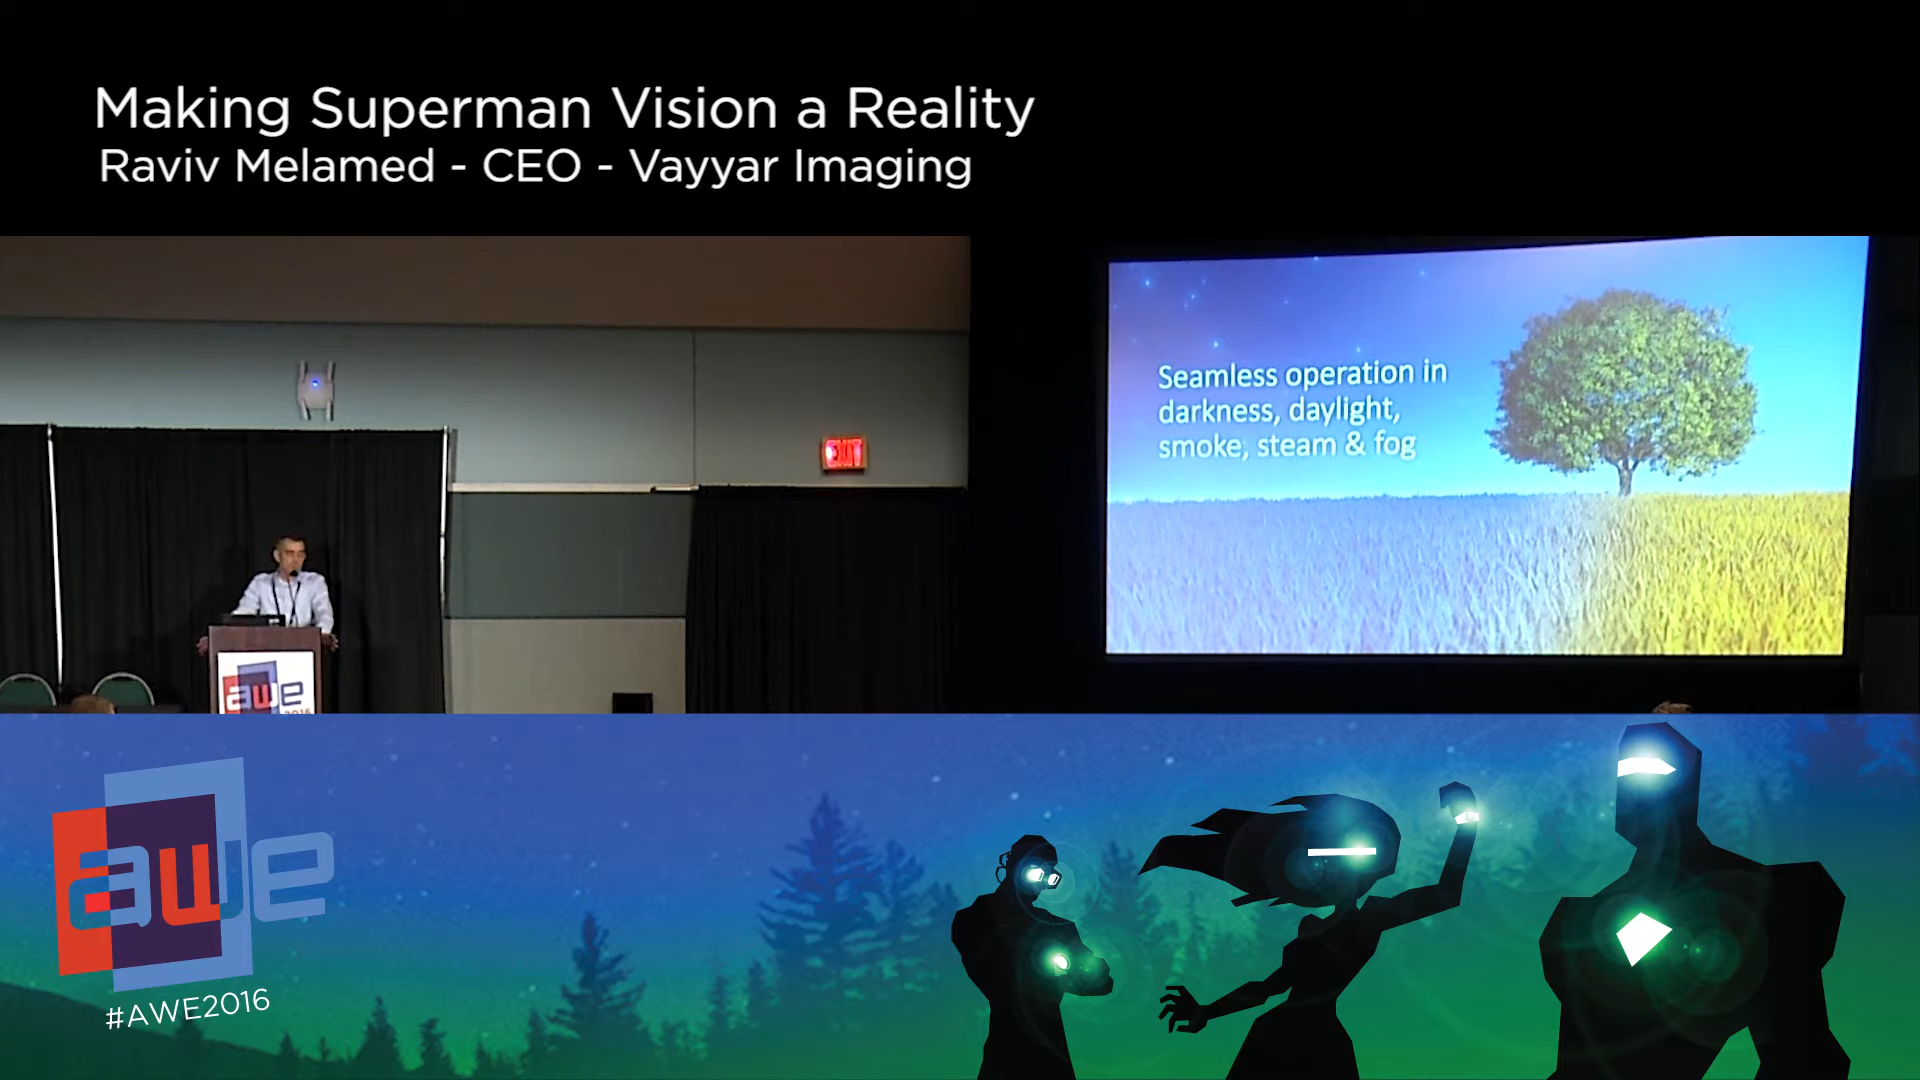 Making Superman Vision a Reality
Raviv Melamed - CEO - Vayyar Imaging
Seamless operation in
darkness, daylight,
smoke, steam & fog
EXIT
awe
2016
awe
#AWE2016